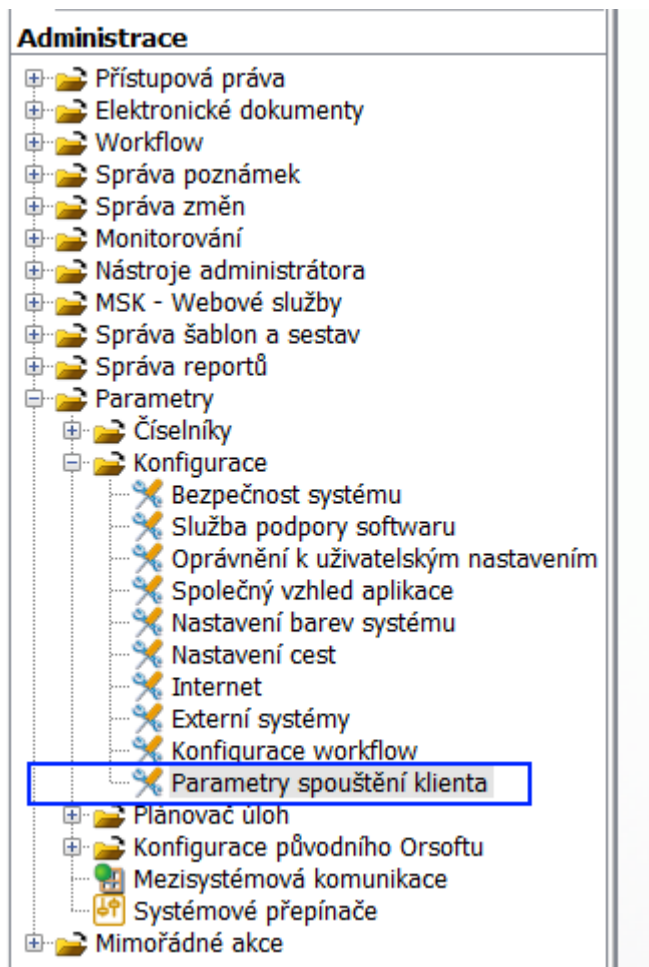 Administrace
Přístupová práva
Elektronické dokumenty
Workflow
Správa poznámek
Správa změn
Monitorování
Nástroje administrátora
MSK - Webové služby
Správa šablon a sestav
Správa reportů
Parametry
Číselníky
Konfigurace
Bezpečnost systému
Služba podpory softwaru
Oprávnění k uživatelským nastavením
Společný vzhled aplikace
Nastavení barev systému
Nastavení cest
Internet
Externí systémy
Konfigurace workflow
Parametry spouštění klienta
Plánovač úloh
Konfigurace původního Orsoftu
Mezisystémová komunikace
Systémové přepínače
Mimořádné akce